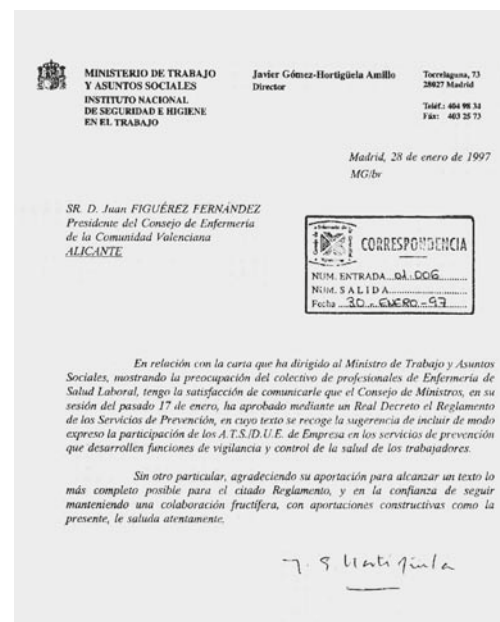 MINISTERIO DE TRABAJO
Y ASUNTOS SOCIALES
INSTITUTO NACIONAL
DE SEGURIDAD E HIGIENE
EN EL TRABAJO
Javier Gómez-Hortigüela Amillo
Director
Torrelaguna, 73
28027 Madrid
Teléf.: 404 98 34
Fáx: 403 25 73
Madrid, 28 de enero de 1997
MG/br
SR. D. Juan FIGUÉREZ FERNÁNDEZ
Presidente del Consejo de Enfermería
de la Comunidad Valenciana
ALICANTE
CORRESPONDENCIA
NUM. ENTRADA 01.006
NUM. SALIDA
Fecha 30 - ENERO - 97
En relación con la carta que ha dirigido al Ministro de Trabajo y Asuntos
Sociales, mostrando la preocupación del colectivo de profesionales de Enfermería de
Salud Laboral, tengo la satisfacción de comunicarle que el Consejo de Ministros, en su
sesión del pasado 17 de enero, ha aprobado mediante un Real Decreto el Reglamento
de los Servicios de Prevención, en cuyo texto se recoge la sugerencia de incluir de modo
expreso la participación de los A.T.S./D.U.E. de Empresa en los servicios de prevención
que desarrollen funciones de vigilancia y control de la salud de los trabajadores.
Sin otro particular, agradeciendo su aportación para alcanzar un texto lo
más completo posible para el citado Reglamento, y en la confianza de seguir
manteniendo una colaboración fructífera, con aportaciones constructivas como la
presente, le saluda atentamente.